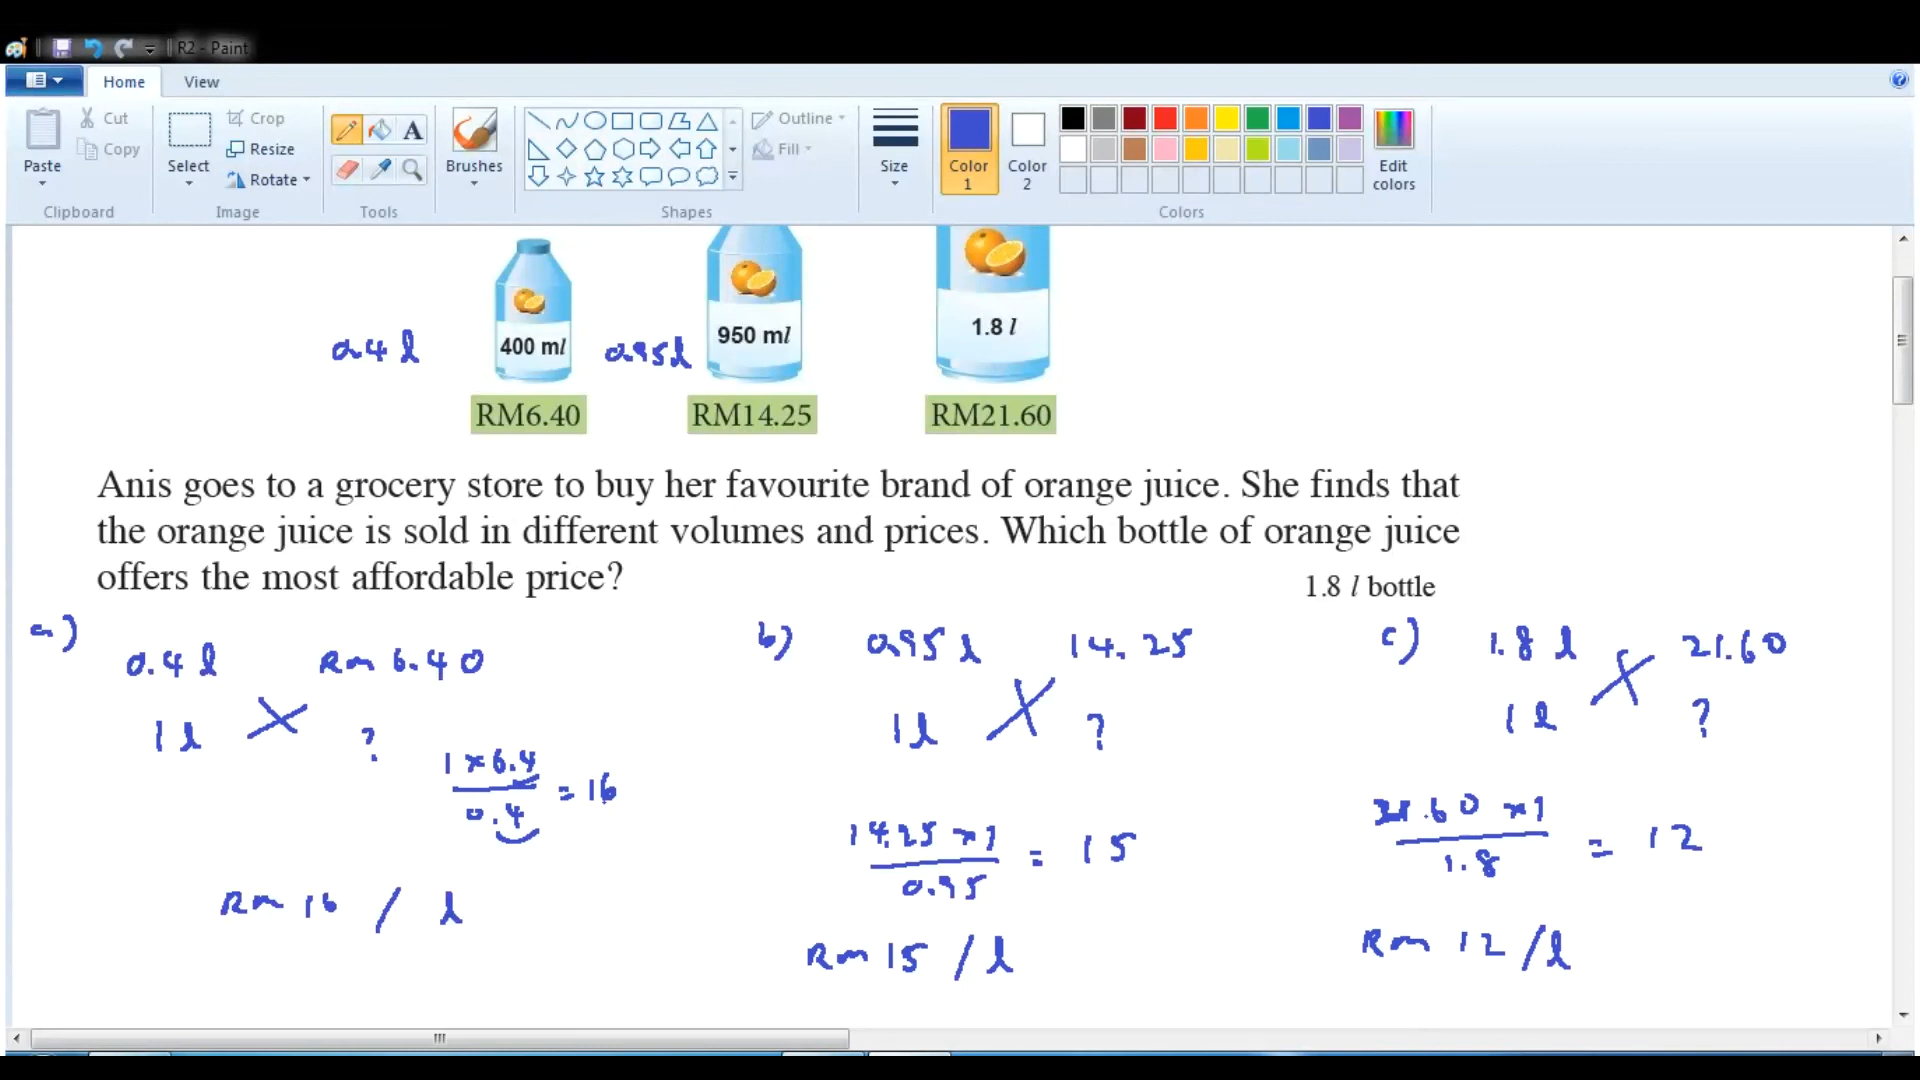 R2 - Paint
Home View
Paste
Cut
Copy
Clipboard
Select
Crop
Resize
Rotate
Image
A
Tools
Brushes
Shapes
Outline
Fill
Size
Color 1
Color 2
Edit colors
Colors
0.4 l 400 ml 0.95 l 950 ml 1.8 l
RM6.40 RM14.25 RM21.60
Anis goes to a grocery store to buy her favourite brand of orange juice. She finds that
the orange juice is sold in different volumes and prices. Which bottle of orange juice
offers the most affordable price?
1.8 l bottle
a)
0.4 l Rm 6.40
1 l ?
1 × 6.4
0.4
= 16
Rm 16 / l
b) 0.95 l 14.25
1 l ?
14.25 × 1
0.95
= 15
Rm 15 / l
c) 1.8 l 21.60
1 l ?
21.60 × 1
1.8
= 12
Rm 12 / l